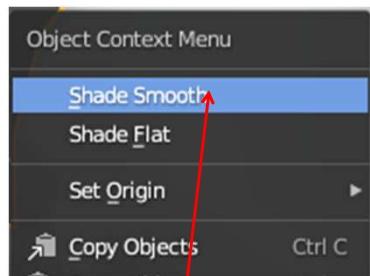 Object Context Menu
Shade Smooth
Shade Flat
Set Origin
Copy Objects Ctrl C